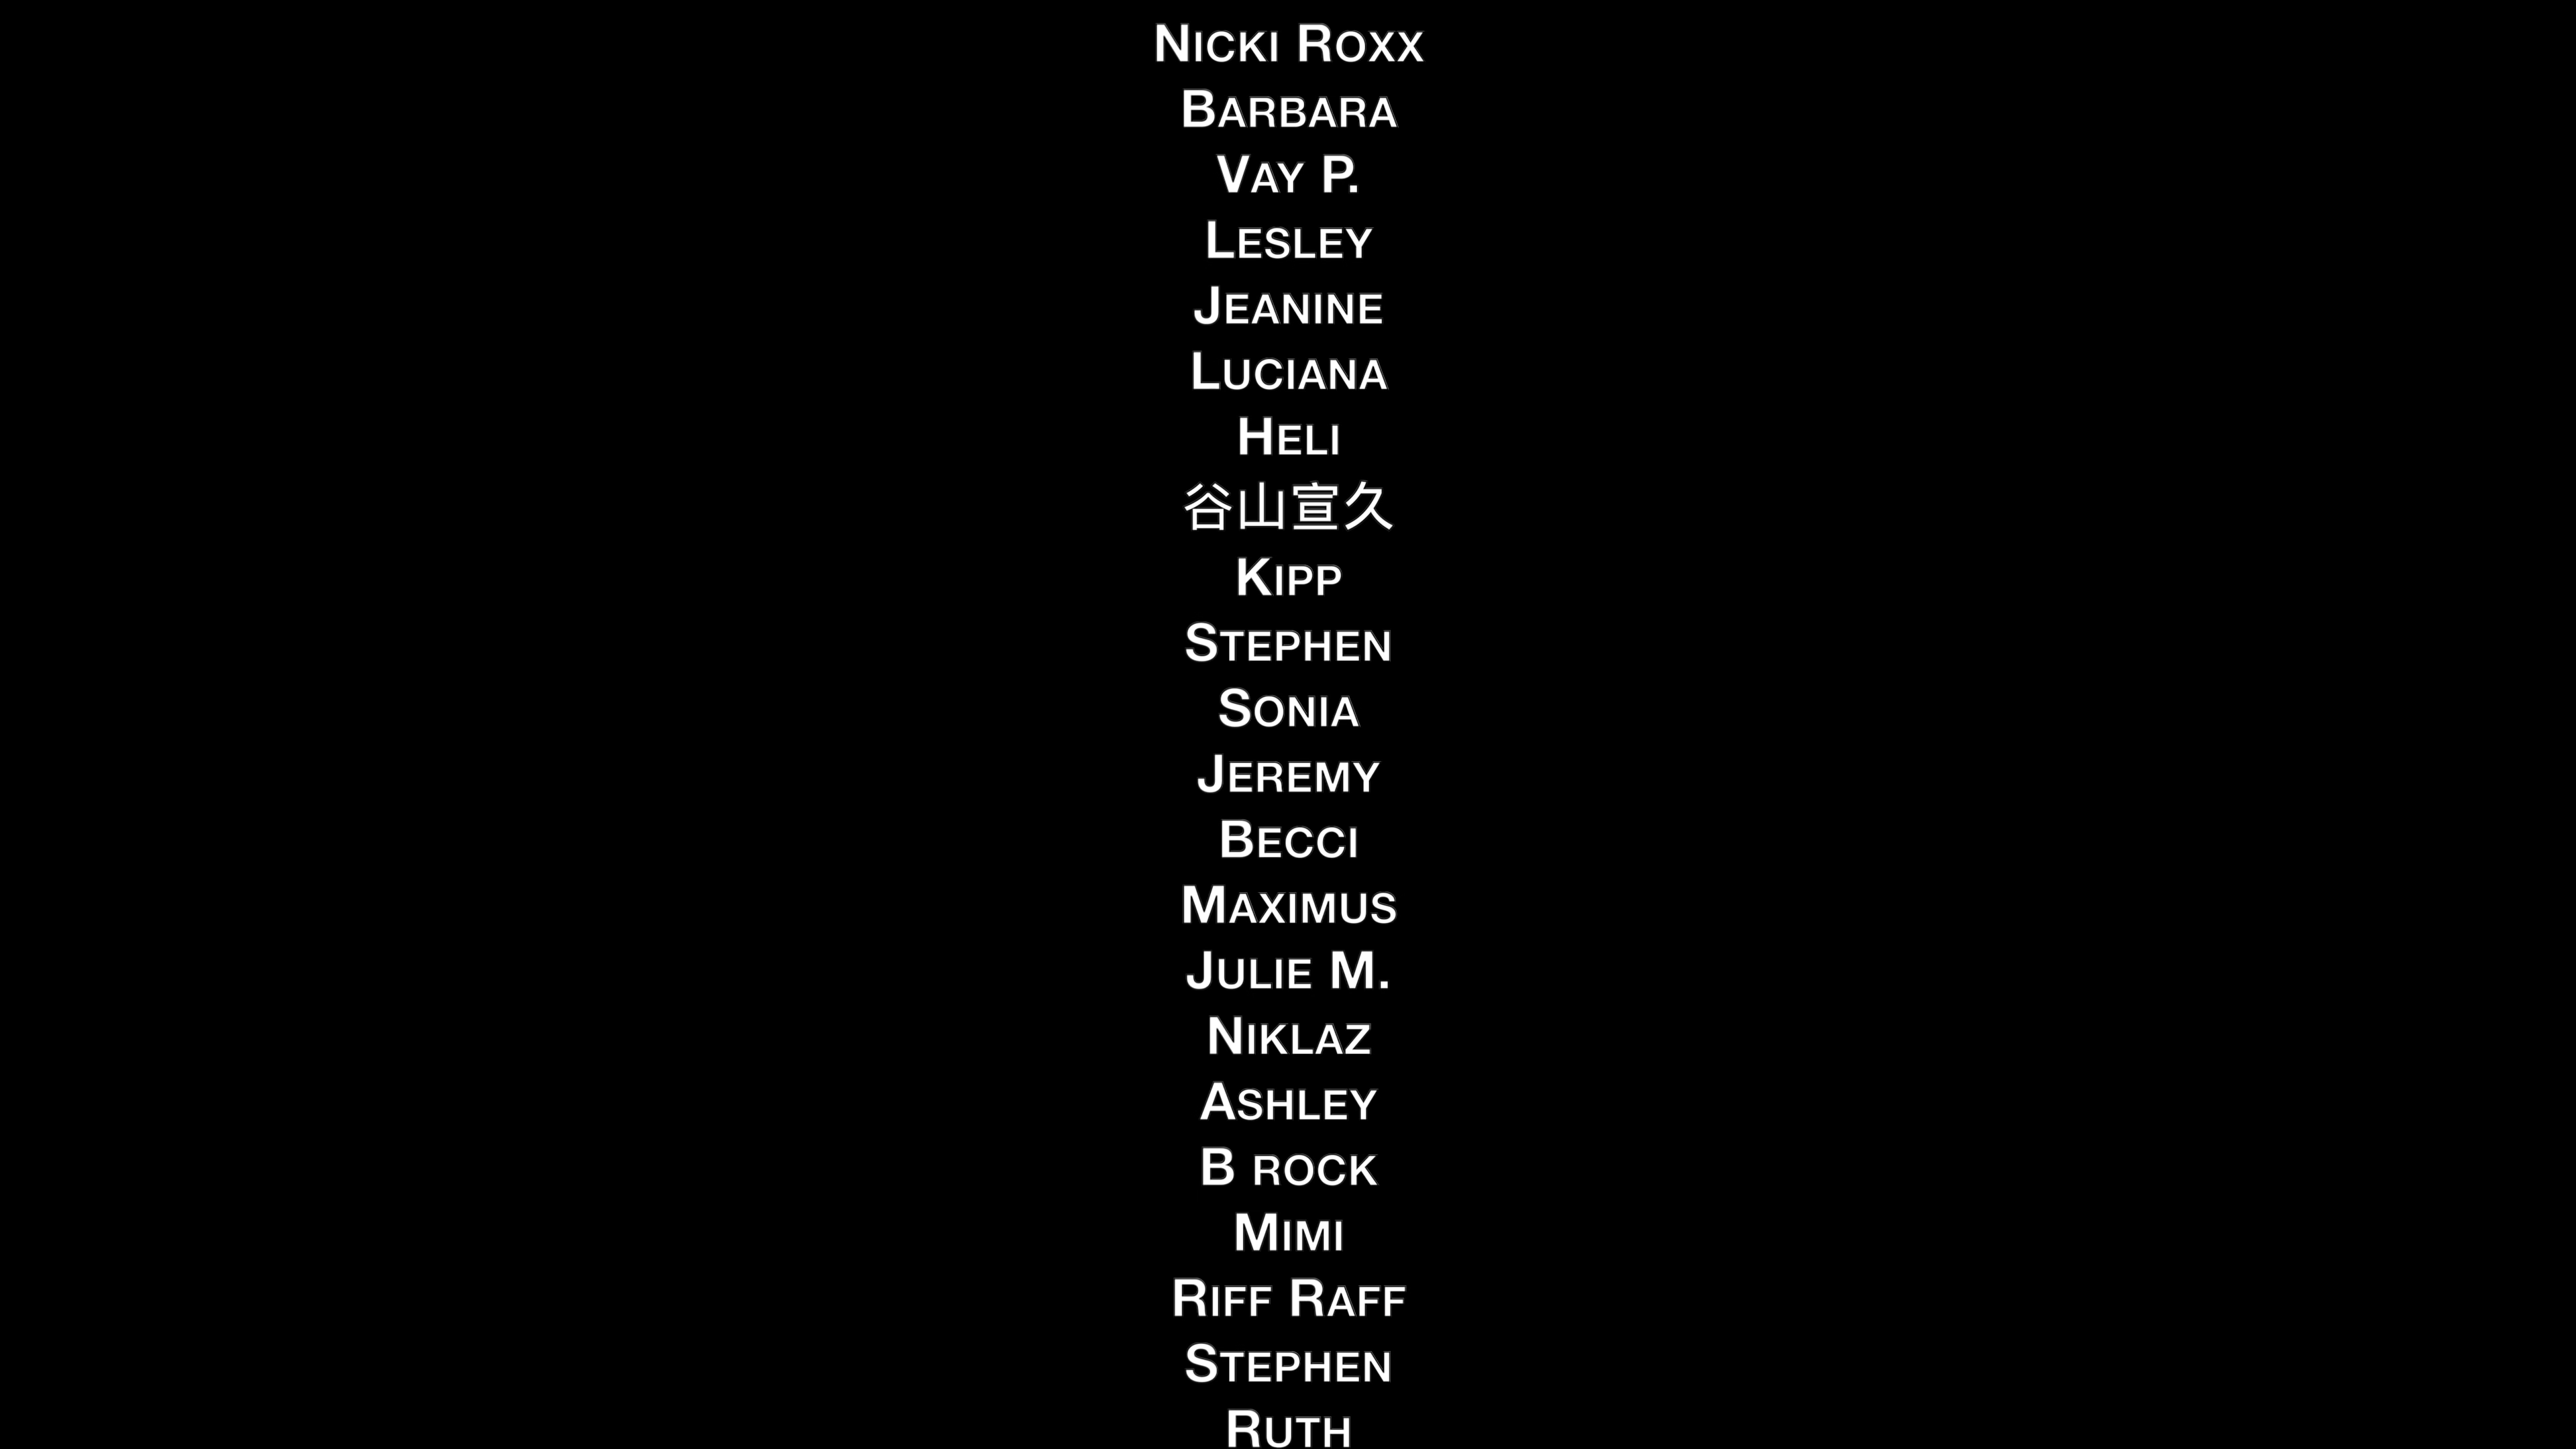 Nicki Roxx
Barbara
Vay P.
Lesley
Jeanine
Luciana
Heli
谷山宣久
Kipp
Stephen
Sonia
Jeremy
Becci
Maximus
Julie M.
Niklaz
Ashley
B rock
Mimi
Riff Raff
Stephen
Ruth